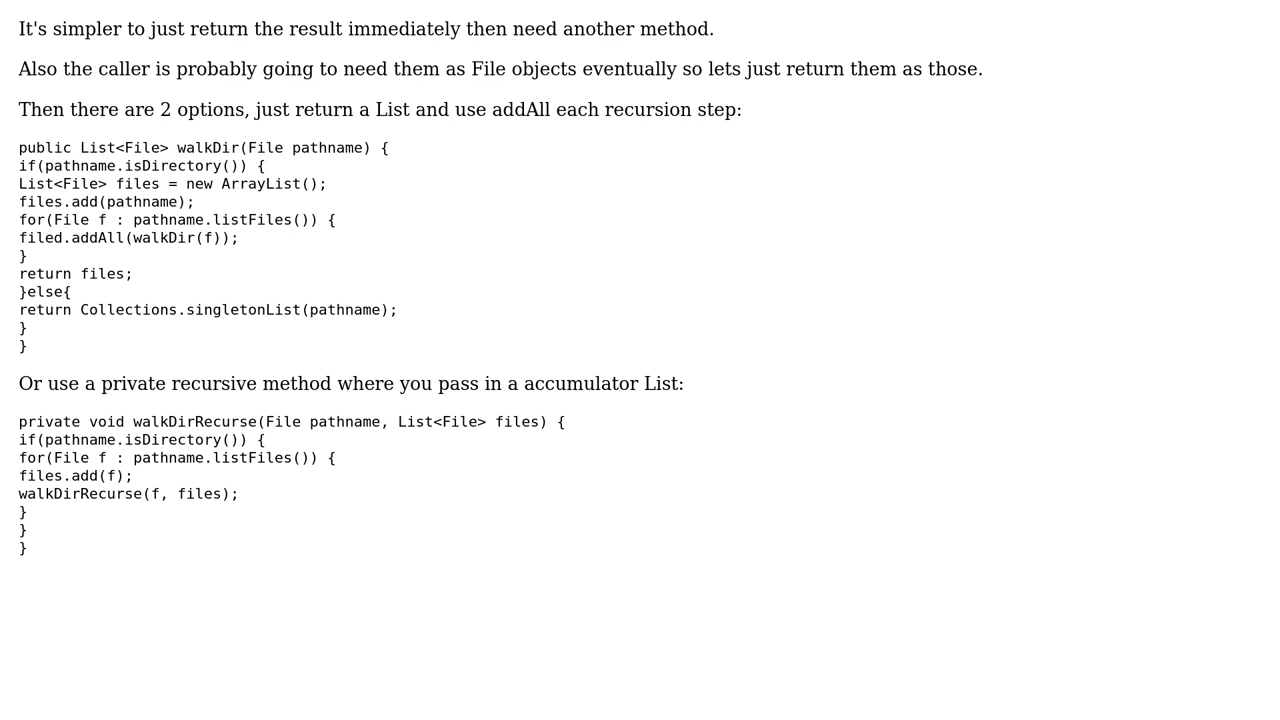 It's simpler to just return the result immediately then need another method.
Also the caller is probably going to need them as File objects eventually so lets just return them as those.
Then there are 2 options, just return a List and use addAll each recursion step:
public List<File> walkDir(File pathname) {
if(pathname.isDirectory()) {
List<File> files = new ArrayList();
files.add(pathname);
for(File f : pathname.listFiles()) {
filed.addAll(walkDir(f));
}
return files;
}else{
return Collections.singletonList(pathname);
}
}
Or use a private recursive method where you pass in a accumulator List:
private void walkDirRecurse(File pathname, List<File> files) {
if(pathname.isDirectory()) {
for(File f : pathname.listFiles()) {
files.add(f);
walkDirRecurse(f, files);
}
}
}